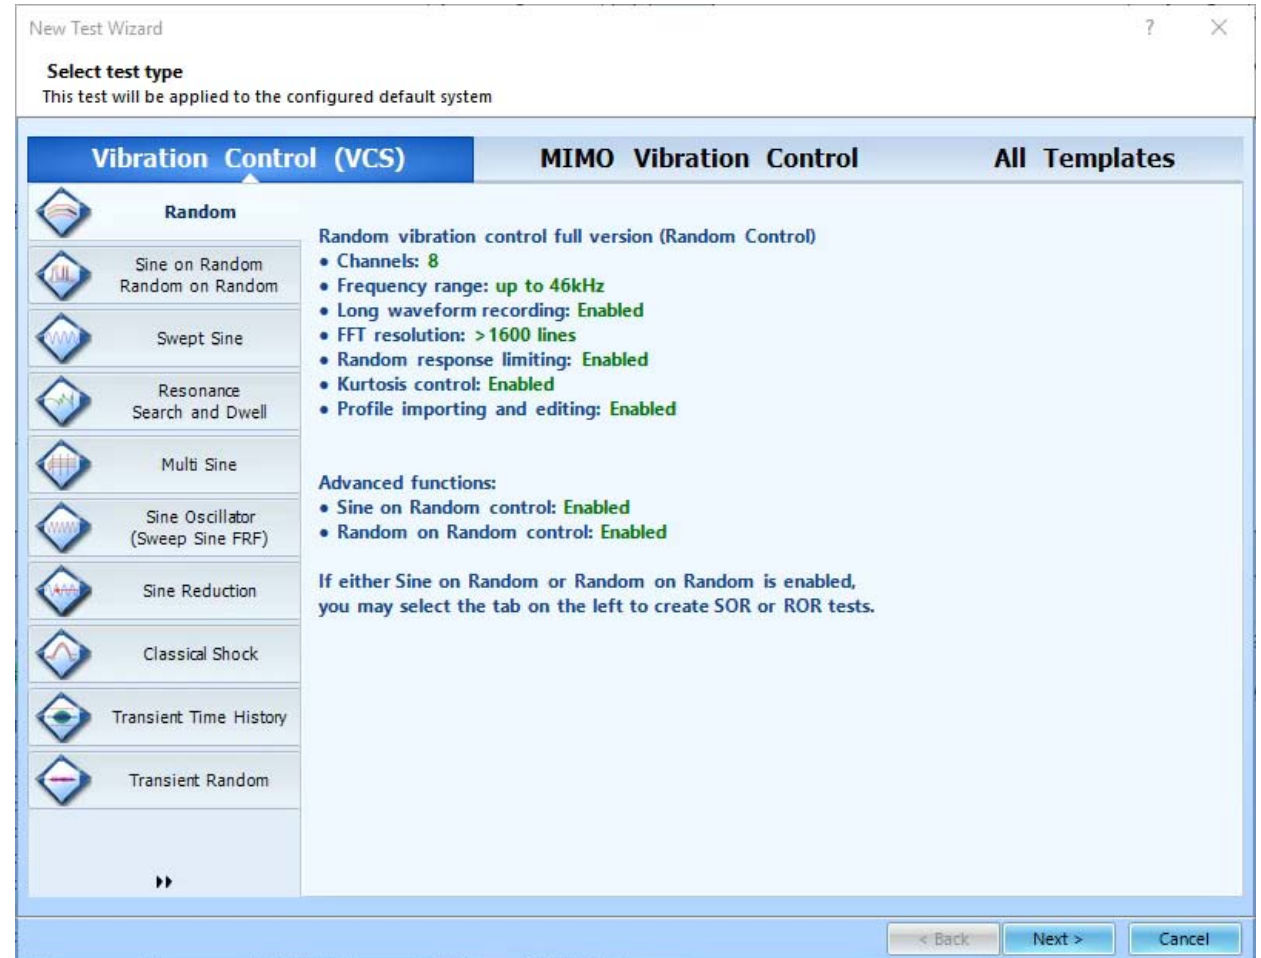 New Test Wizard
?
Select test type
This test will be applied to the configured default system
Vibration Control (VCS)
MIMO Vibration Control
All Templates
Random
Sine on Random
Random on Random
Swept Sine
Resonance
Search and Dwell
Multi Sine
Sine Oscillator
(Sweep Sine FRF)
Sine Reduction
Classical Shock
Transient Time History
Transient Random
Random vibration control full version (Random Control)
• Channels: 8
• Frequency range: up to 46kHz
• Long waveform recording: Enabled
• FFT resolution: >1600 lines
• Random response limiting: Enabled
• Kurtosis control: Enabled
• Profile importing and editing: Enabled
Advanced functions:
• Sine on Random control: Enabled
• Random on Random control: Enabled
If either Sine on Random or Random on Random is enabled,
you may select the tab on the left to create SOR or ROR tests.
< Back
Next >
Cancel